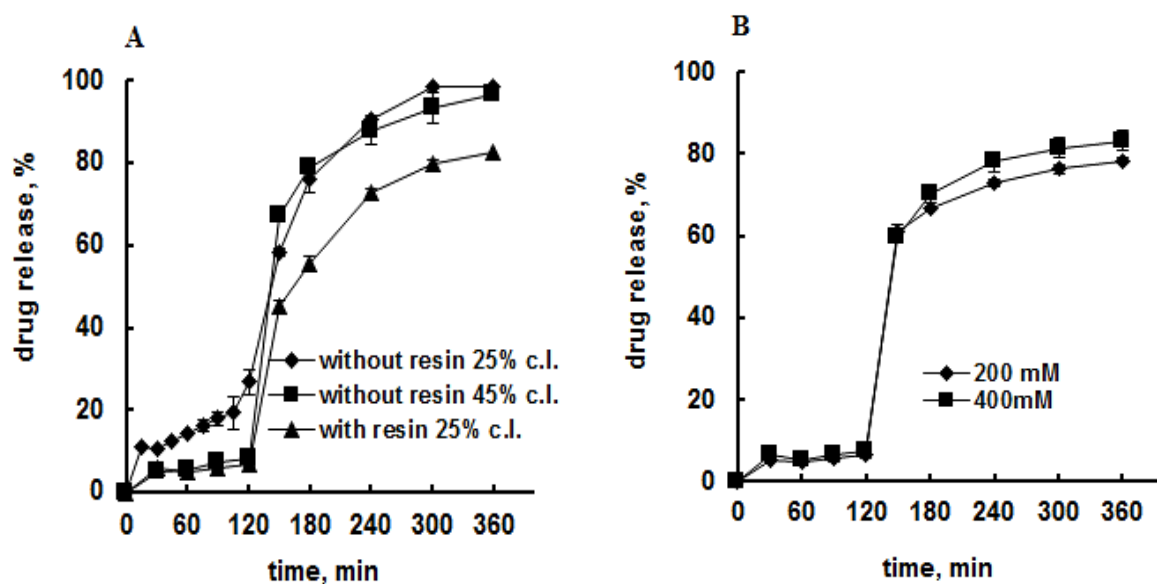 A
drug release, %
100
80
60
40
20
0
0 60 120 180 240 300 360
time, min
without resin 25% c.l.
without resin 45% c.l.
with resin 25% c.l.
B
drug release, %
100
80
60
40
20
0
0 60 120 180 240 300 360
time, min
200 mM
400mM